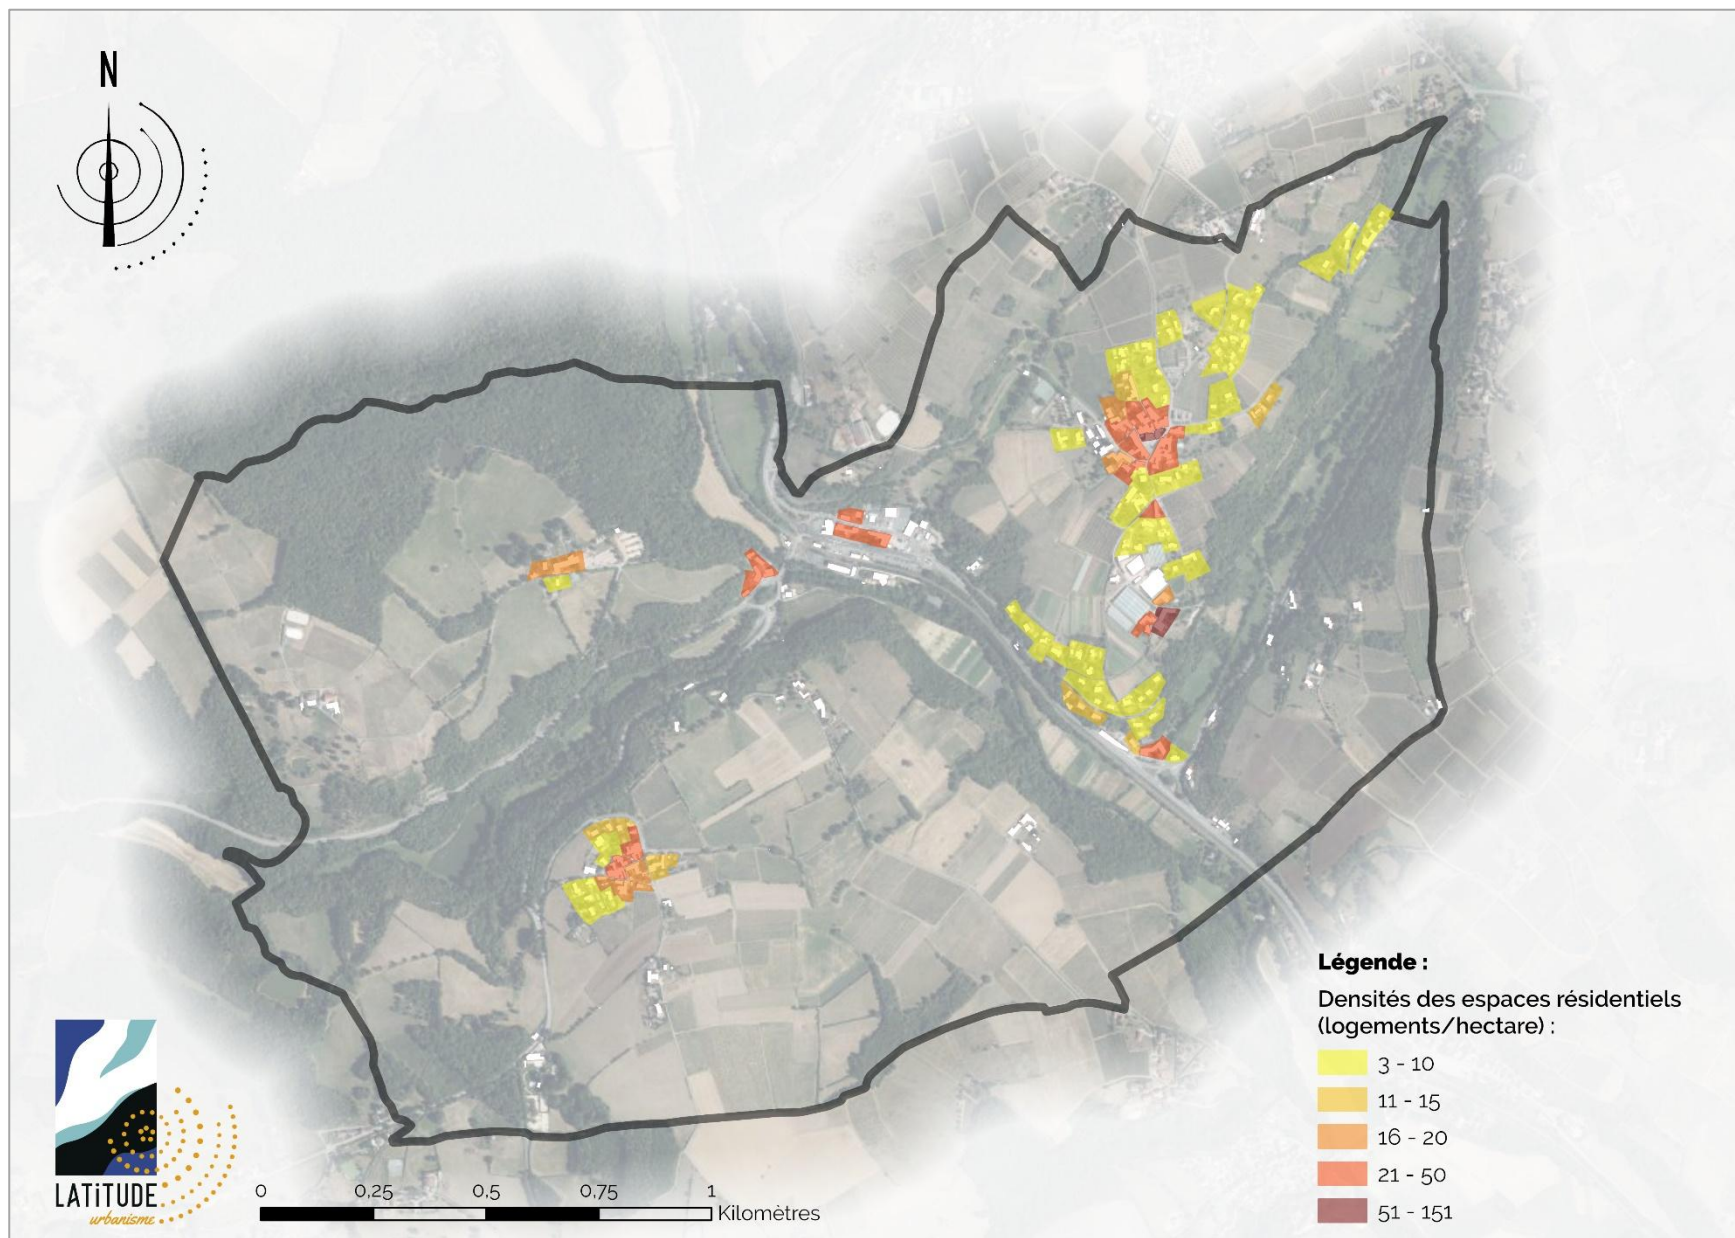 N
Légende :
Densités des espaces résidentiels
(logements/hectare) :
3 - 10
11 - 15
16 - 20
21 - 50
51 - 151
LATiTUDE
urbanisme
0 0,25 0,5 0,75 1
Kilomètres